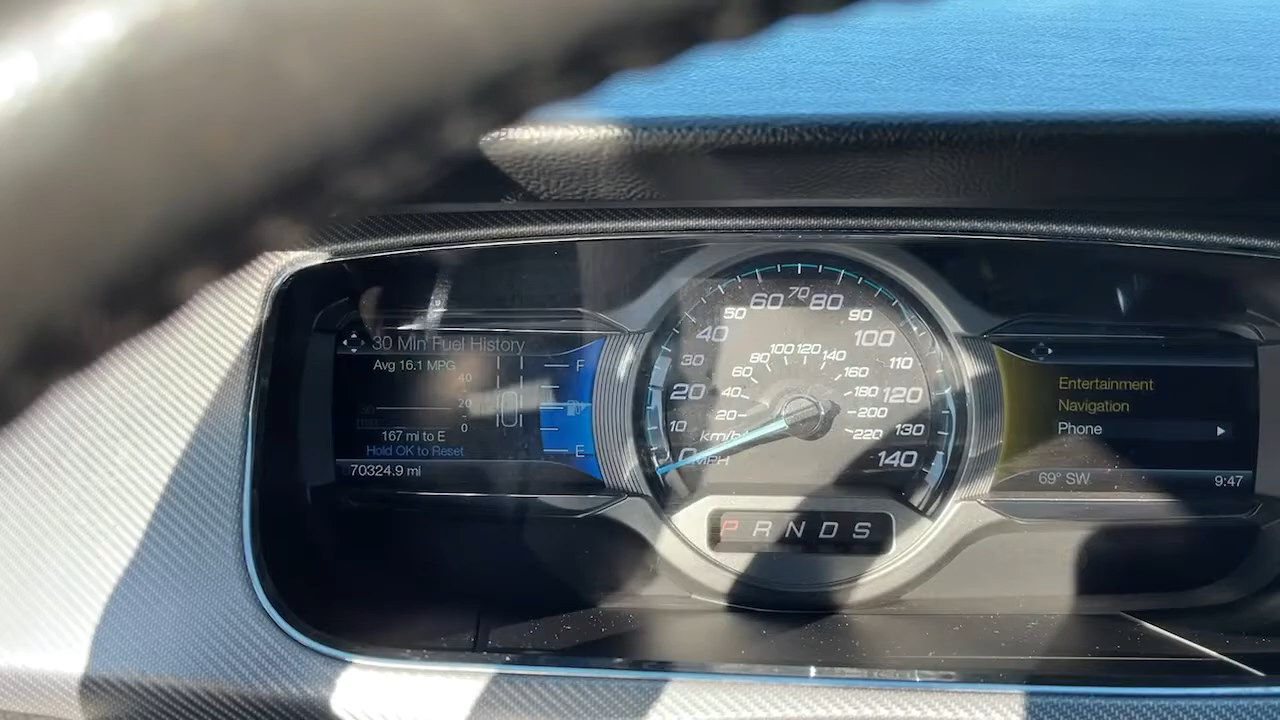 30 Min Fuel History
Avg 16.1 MPG
40
20
0
167 mi to E
Hold OK to Reset
70324.9 mi
F
E
0 10 20 30 40 50 60 70 80 90 100 110 120 130 140
MPH
km/h
20 40 60 80 100 120 140 160 180 200 220
P R N D S
Entertainment
Navigation
Phone
69° SW
9:47